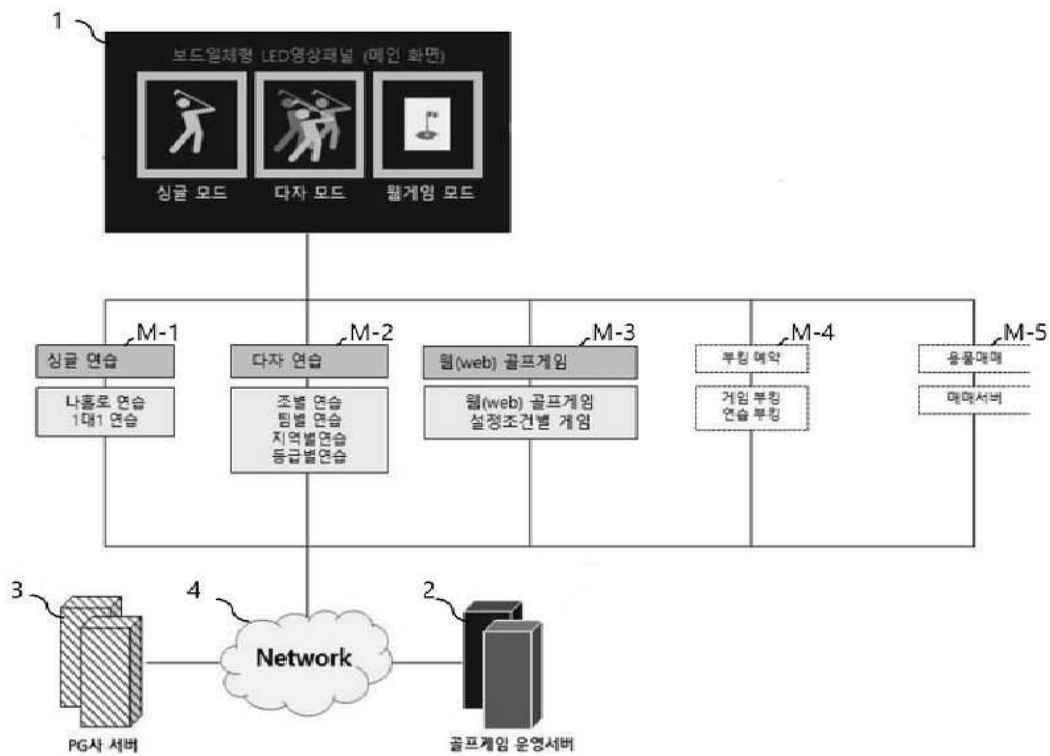 1
보드일체형 LED영상패널 (메인 화면)
싱글 모드
다자 모드
웹게임 모드
M-1
M-2
M-3
M-4
M-5
싱글 연습
다자 연습
웹(web) 골프게임
부킹 예약
용품매매
나홀로 연습
1대1 연습
조별 연습
팀별 연습
지역별연습
등급별연습
웹(web) 골프게임
설정조건별 게임
게임 부킹
연습 부킹
매매서버
3
4
2
Network
PG사 서버
골프게임 운영서버